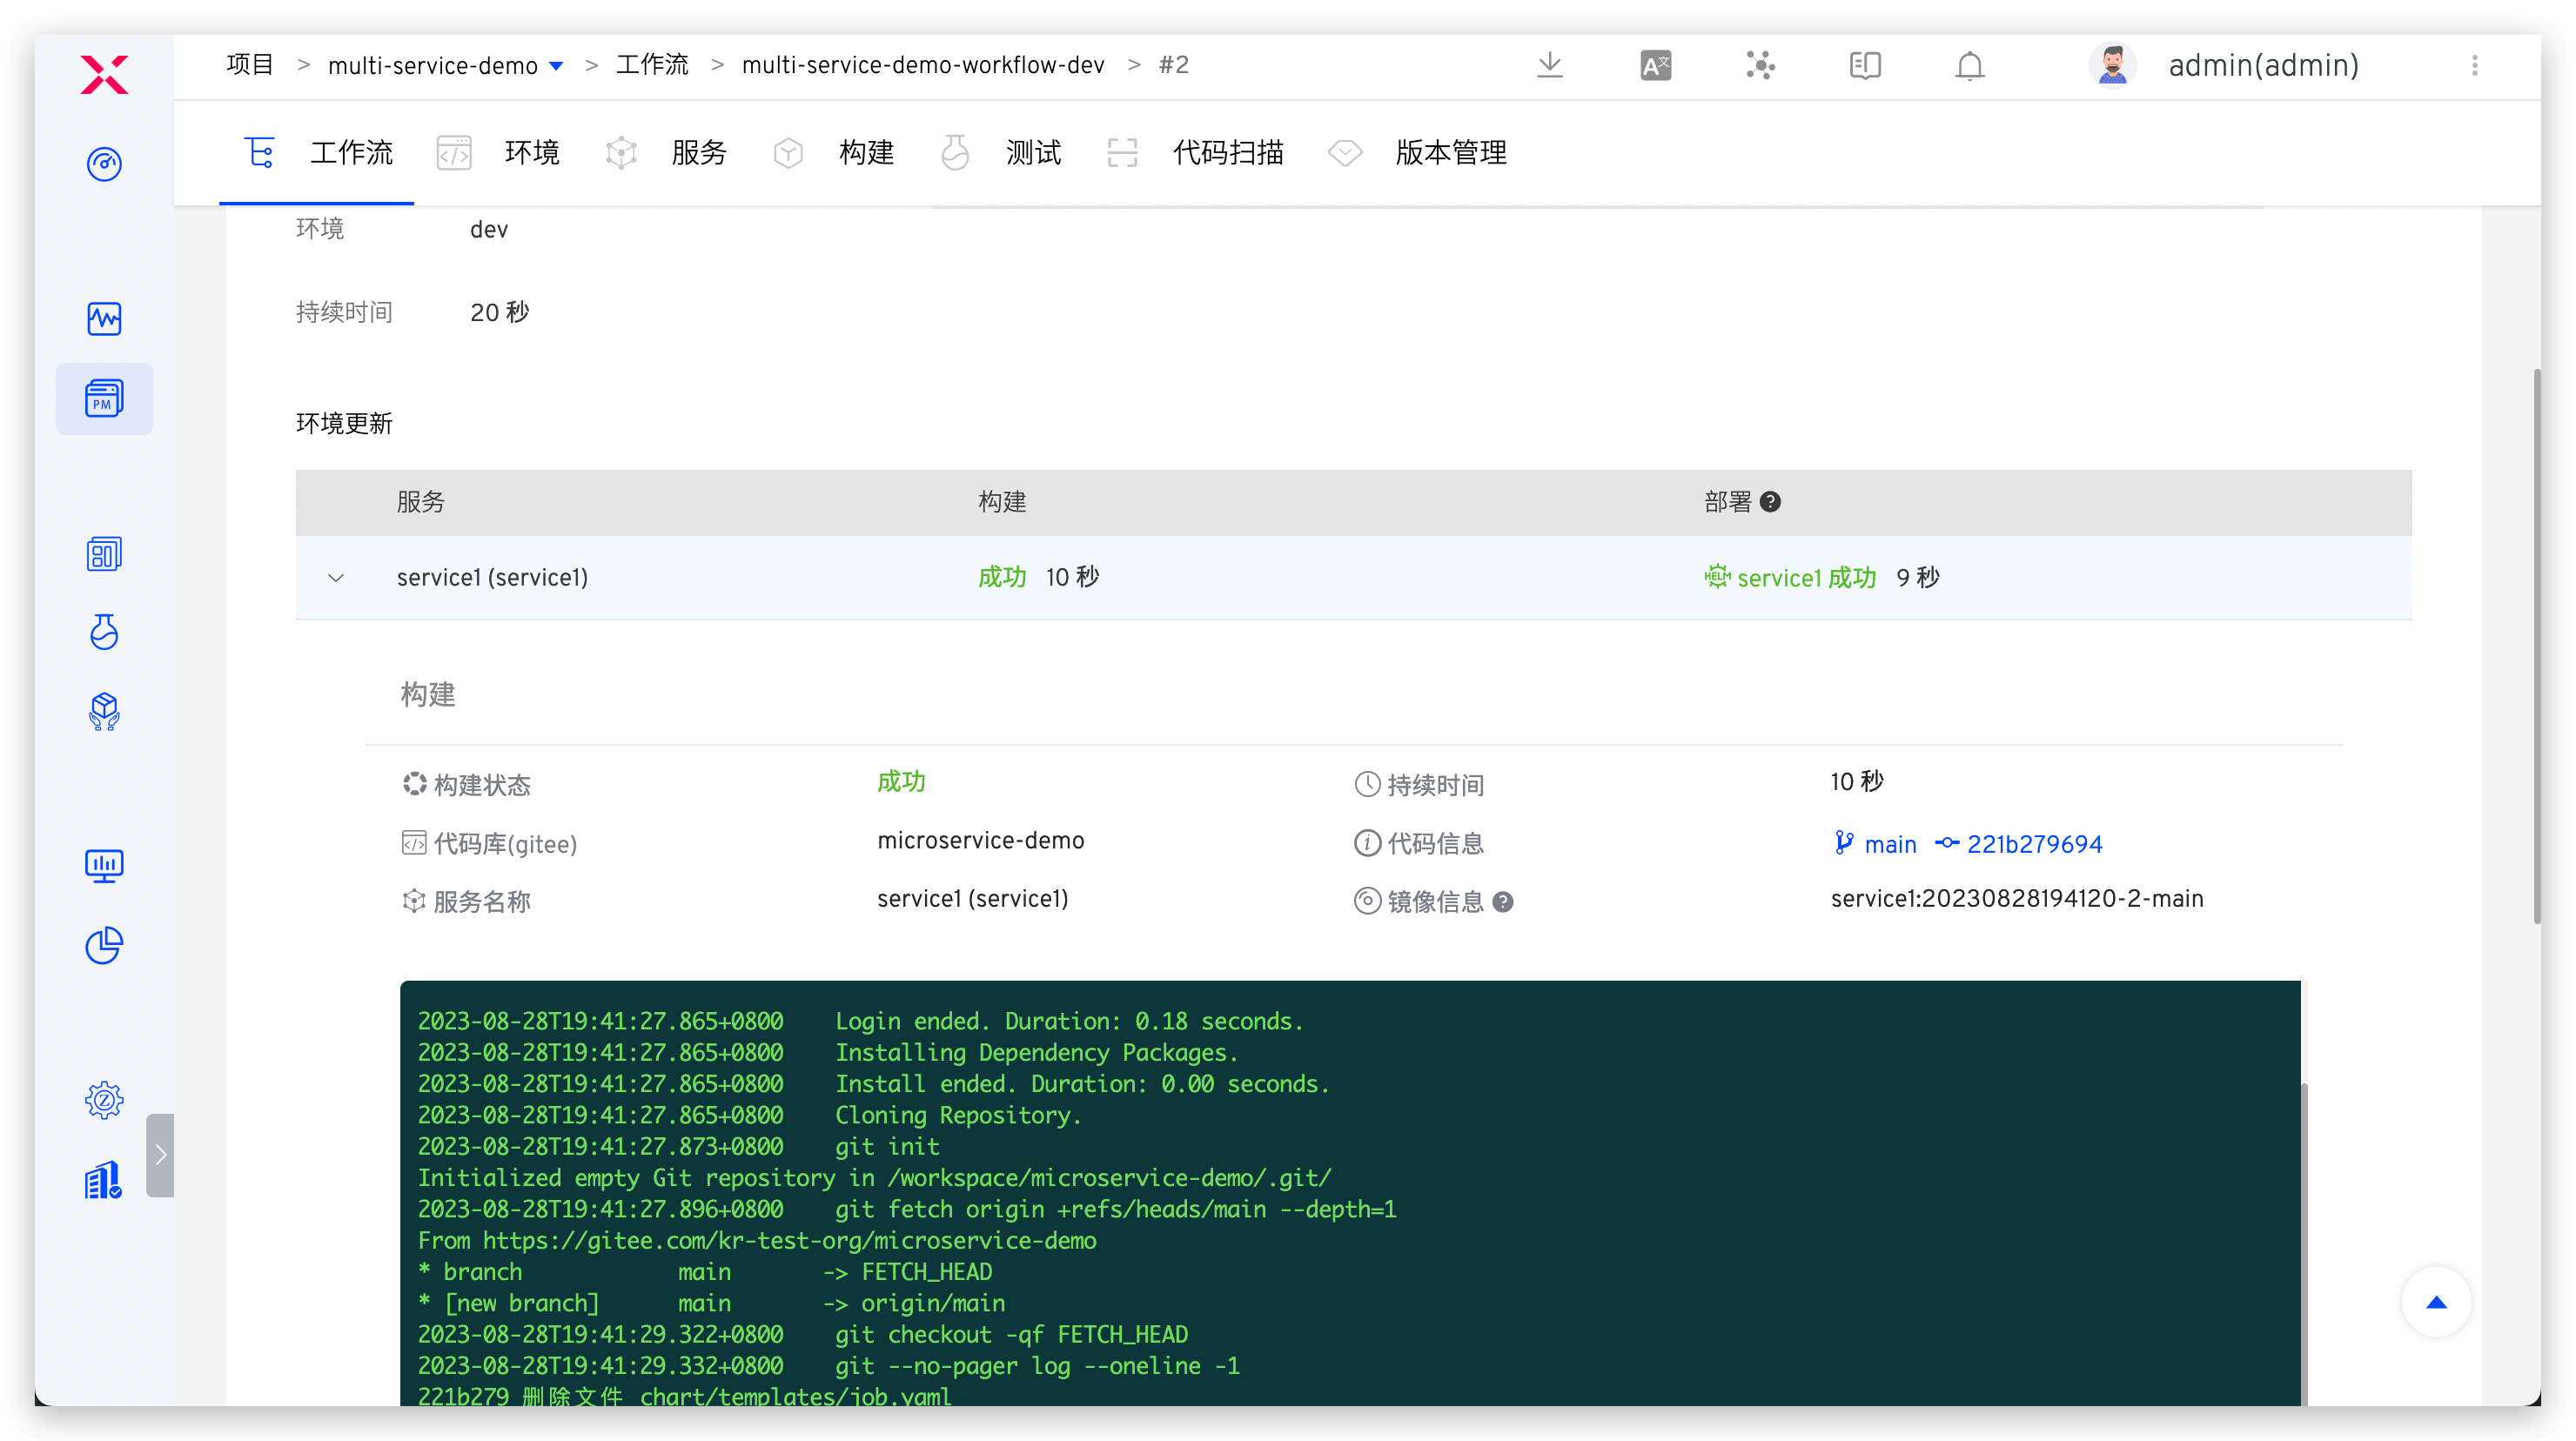 项目 > multi-service-demo > 工作流 > multi-service-demo-workflow-dev > #2
admin(admin)
工作流 环境 服务 构建 测试 代码扫描 版本管理
环境 dev
持续时间 20 秒
环境更新
服务 构建 部署
service1 (service1) 成功 10 秒 HELM service1 成功 9 秒
构建
构建状态 成功 持续时间 10 秒
代码库(gitee) microservice-demo 代码信息 main 221b279694
服务名称 service1 (service1) 镜像信息 service1:20230828194120-2-main
2023-08-28T19:41:27.865+0800 Login ended. Duration: 0.18 seconds.
2023-08-28T19:41:27.865+0800 Installing Dependency Packages.
2023-08-28T19:41:27.865+0800 Install ended. Duration: 0.00 seconds.
2023-08-28T19:41:27.865+0800 Cloning Repository.
2023-08-28T19:41:27.873+0800 git init
Initialized empty Git repository in /workspace/microservice-demo/.git/
2023-08-28T19:41:27.896+0800 git fetch origin +refs/heads/main --depth=1
From https://gitee.com/kr-test-org/microservice-demo
* branch main -> FETCH_HEAD
* [new branch] main -> origin/main
2023-08-28T19:41:29.322+0800 git checkout -qf FETCH_HEAD
2023-08-28T19:41:29.332+0800 git --no-pager log --oneline -1
221b279 删除文件 chart/templates/job.yaml
PM